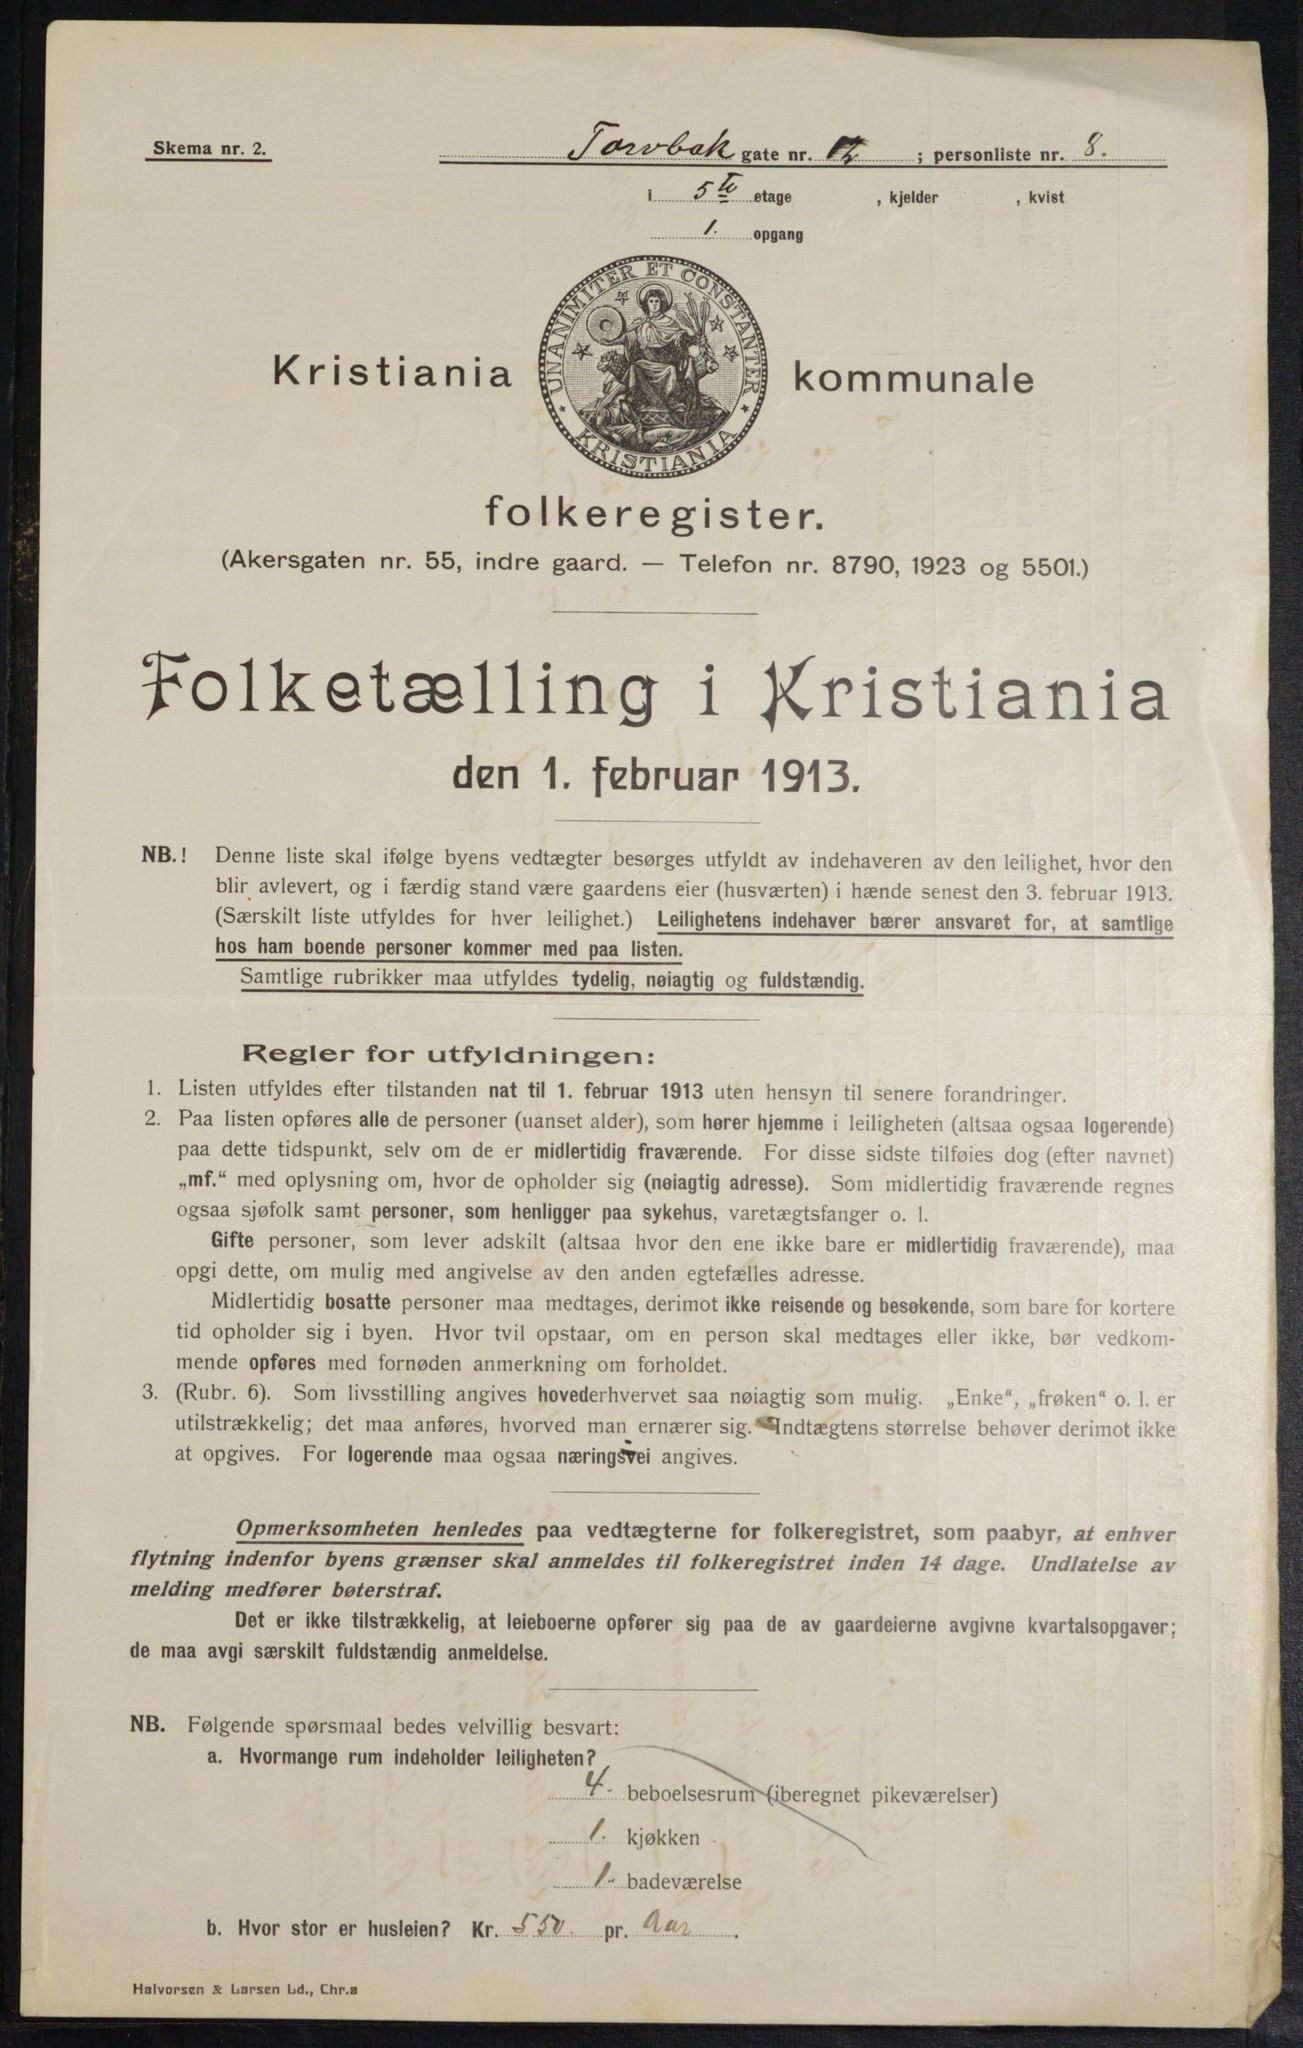 Skema nr. 2.
Torvbak gate nr. 12 ; personliste nr. 8.
i 5te etage , kjelder , kvist
1. opgang
UNANIMITER ET CONSTANTER
KRISTIANIA
Kristiania kommunale
folkeregister.
(Akersgaten nr. 55, indre gaard. — Telefon nr. 8790, 1923 og 5501.)
Folketælling i Kristiania
den 1. februar 1913.
NB.! Denne liste skal ifølge byens vedtægter besørges utfyldt av indehaveren av den leilighet, hvor den
blir avlevert, og i færdig stand være gaardens eier (husværten) i hænde senest den 3. februar 1913.
(Særskilt liste utfyldes for hver leilighet.) Leilighetens indehaver bærer ansvaret for, at samtlige
hos ham boende personer kommer med paa listen.
Samtlige rubrikker maa utfyldes tydelig, nøiagtig og fuldstændig.
Regler for utfyldningen:
1. Listen utfyldes efter tilstanden nat til 1. februar 1913 uten hensyn til senere forandringer.
2. Paa listen opføres alle de personer (uanset alder), som hører hjemme i leiligheten (altsaa ogsaa logerende)
paa dette tidspunkt, selv om de er midlertidig fraværende. For disse sidste tilføies dog (efter navnet)
„mf.“ med oplysning om, hvor de opholder sig (nøiagtig adresse). Som midlertidig fraværende regnes
ogsaa sjøfolk samt personer, som henligger paa sykehus, varetægtsfanger o. l.
Gifte personer, som lever adskilt (altsaa hvor den ene ikke bare er midlertidig fraværende), maa
opgi dette, om mulig med angivelse av den anden egtefælles adresse.
Midlertidig bosatte personer maa medtages, derimot ikke reisende og besøkende, som bare for kortere
tid opholder sig i byen. Hvor tvil opstaar, om en person skal medtages eller ikke, bør vedkom-
mende opføres med fornøden anmerkning om forholdet.
3. (Rubr. 6). Som livsstilling angives hovederhvervet saa nøiagtig som mulig. „Enke“, „frøken“ o. l. er
utilstrækkelig; det maa anføres, hvorved man ernærer sig. Indtægtens størrelse behøver derimot ikke
at opgives. For logerende maa ogsaa næringsvei angives.
Opmerksomheten henledes paa vedtægterne for folkeregistret, som paabyr, at enhver
flytning indenfor byens grænser skal anmeldes til folkeregistret inden 14 dage. Undlatelse av
melding medfører bøterstraf.
Det er ikke tilstrækkelig, at leieboerne opfører sig paa de av gaardeierne avgivne kvartalsopgaver;
de maa avgi særskilt fuldstændig anmeldelse.
NB. Følgende spørsmaal bedes velvillig besvart:
a. Hvormange rum indeholder leiligheten?
4. beboelsesrum (iberegnet pikeværelser)
1. kjøkken
1. badeværelse
b. Hvor stor er husleien? Kr. 550. pr. Aar.
Halvorsen & Larsen Ld., Chr.a